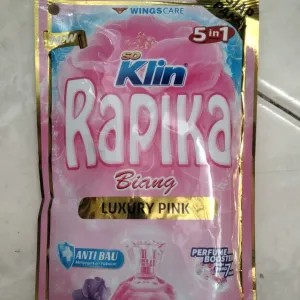 WINGSCARE
5 in 1
SO
Klin
Rapika
Biang
LUXURY PINK
ANTI BAU
PERFUME
BOOSTER